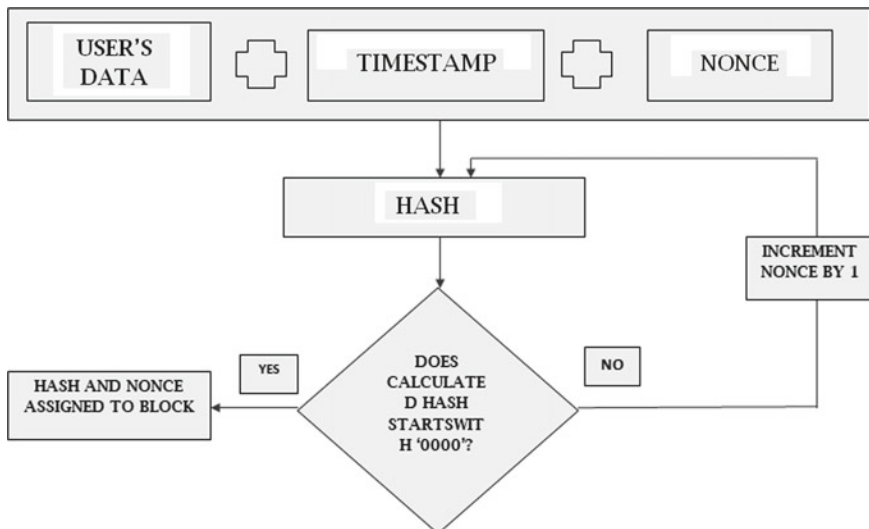 USER'S
DATA
TIMESTAMP
NONCE
HASH
INCREMENT
NONCE BY 1
YES
NO
DOES
CALCULATE
D HASH
STARTSWIT
H ‘0000’?
HASH AND NONCE
ASSIGNED TO BLOCK